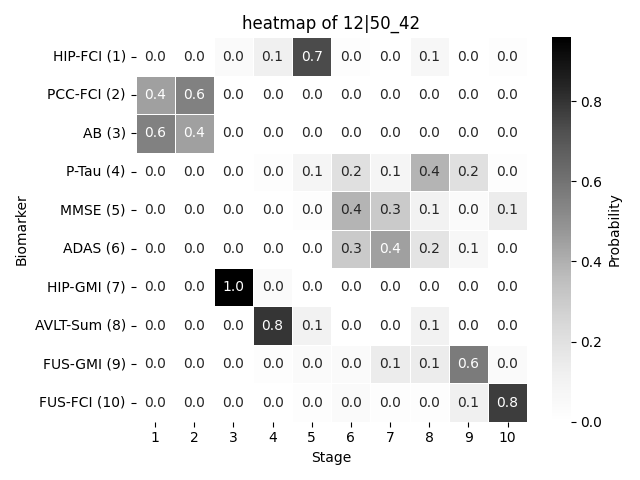 heatmap of 12|50_42
HIP-FCI (1) 0.0 0.0 0.0 0.1 0.7 0.0 0.0 0.1 0.0 0.0
PCC-FCI (2) 0.4 0.6 0.0 0.0 0.0 0.0 0.0 0.0 0.0 0.0
AB (3) 0.6 0.4 0.0 0.0 0.0 0.0 0.0 0.0 0.0 0.0
P-Tau (4) 0.0 0.0 0.0 0.0 0.1 0.2 0.1 0.4 0.2 0.0
MMSE (5) 0.0 0.0 0.0 0.0 0.0 0.4 0.3 0.1 0.0 0.1
ADAS (6) 0.0 0.0 0.0 0.0 0.0 0.3 0.4 0.2 0.1 0.0
HIP-GMI (7) 0.0 0.0 1.0 0.0 0.0 0.0 0.0 0.0 0.0 0.0
AVLT-Sum (8) 0.0 0.0 0.0 0.8 0.1 0.0 0.0 0.1 0.0 0.0
FUS-GMI (9) 0.0 0.0 0.0 0.0 0.0 0.0 0.1 0.1 0.6 0.0
FUS-FCI (10) 0.0 0.0 0.0 0.0 0.0 0.0 0.0 0.0 0.1 0.8
1 2 3 4 5 6 7 8 9 10
Stage
Biomarker
0.8
0.6
0.4
0.2
0.0
Probability